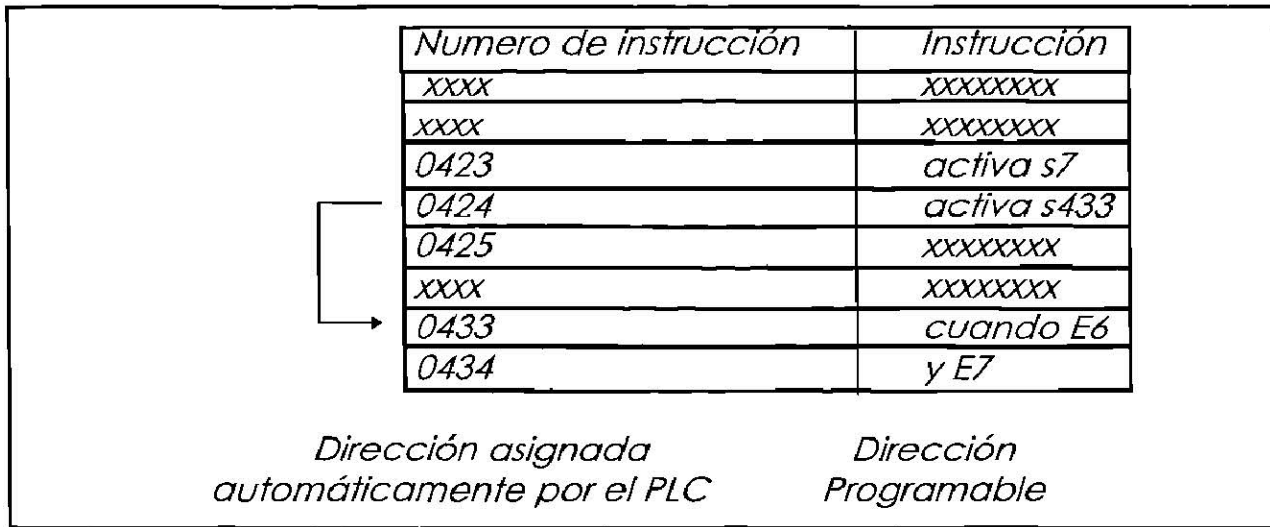 Numero de instrucción Instrucción
xxxx xxxxxxxx
xxxx xxxxxxxx
0423 activa s7
0424 activa s433
0425 xxxxxxxx
xxxx xxxxxxxx
0433 cuando E6
0434 y E7
Dirección asignada Dirección
automáticamente por el PLC Programable